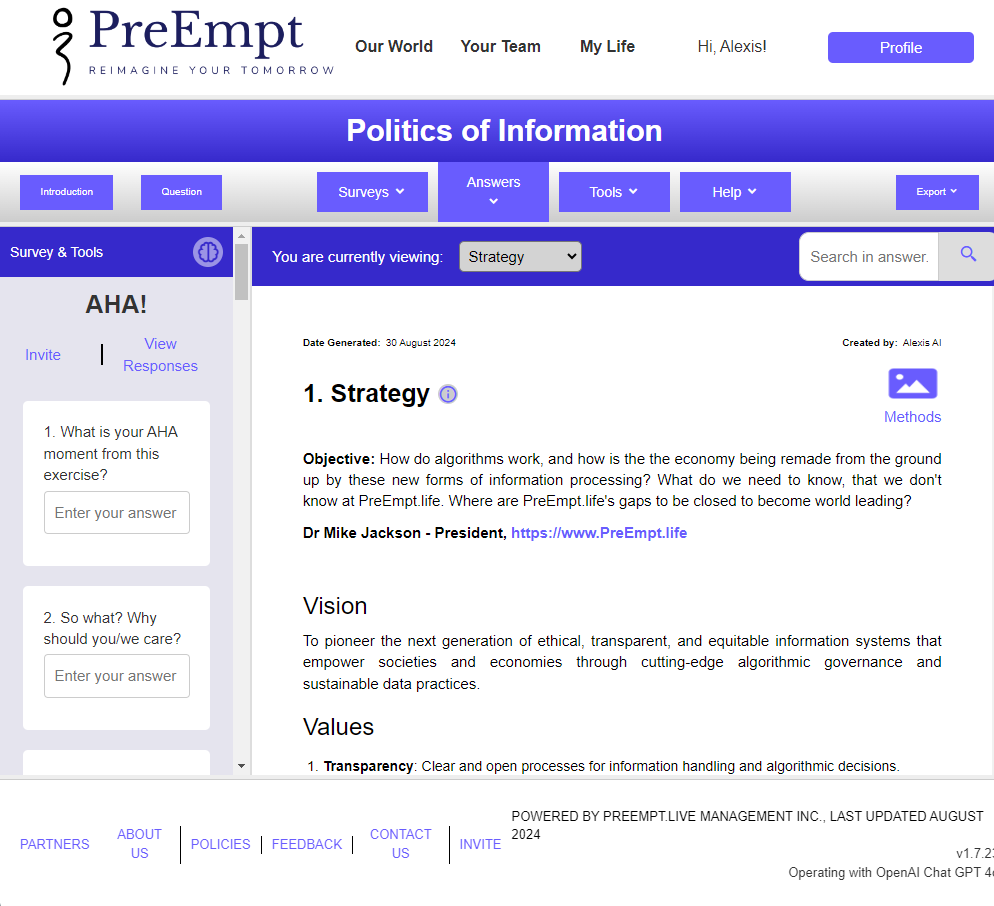 PreEmpt
REIMAGINE YOUR TOMORROW
Our World
Your Team
My Life
Hi, Alexis!
Profile
Politics of Information
Introduction
Question
Surveys
Answers
Tools
Help
Export
Survey & Tools
AHA!
Invite
View
Responses
1. What is your AHA
moment from this
exercise?
Enter your answer
2. So what? Why
should you/we care?
Enter your answer
You are currently viewing:
Strategy
Search in answer.
Date Generated: 30 August 2024
Created by: Alexis AI
1. Strategy
Methods
Objective: How do algorithms work, and how is the the economy being remade from the ground
up by these new forms of information processing? What do we need to know, that we don't
know at PreEmpt.life. Where are PreEmpt.life's gaps to be closed to become world leading?
Dr Mike Jackson - President, https://www.PreEmpt.life
Vision
To pioneer the next generation of ethical, transparent, and equitable information systems that
empower societies and economies through cutting-edge algorithmic governance and
sustainable data practices.
Values
1. Transparency: Clear and open processes for information handling and algorithmic decisions.
PARTNERS
ABOUT
US
POLICIES
FEEDBACK
CONTACT
US
INVITE
POWERED BY PREEMPT.LIVE MANAGEMENT INC., LAST UPDATED AUGUST
2024
v1.7.23
Operating with OpenAI Chat GPT 4